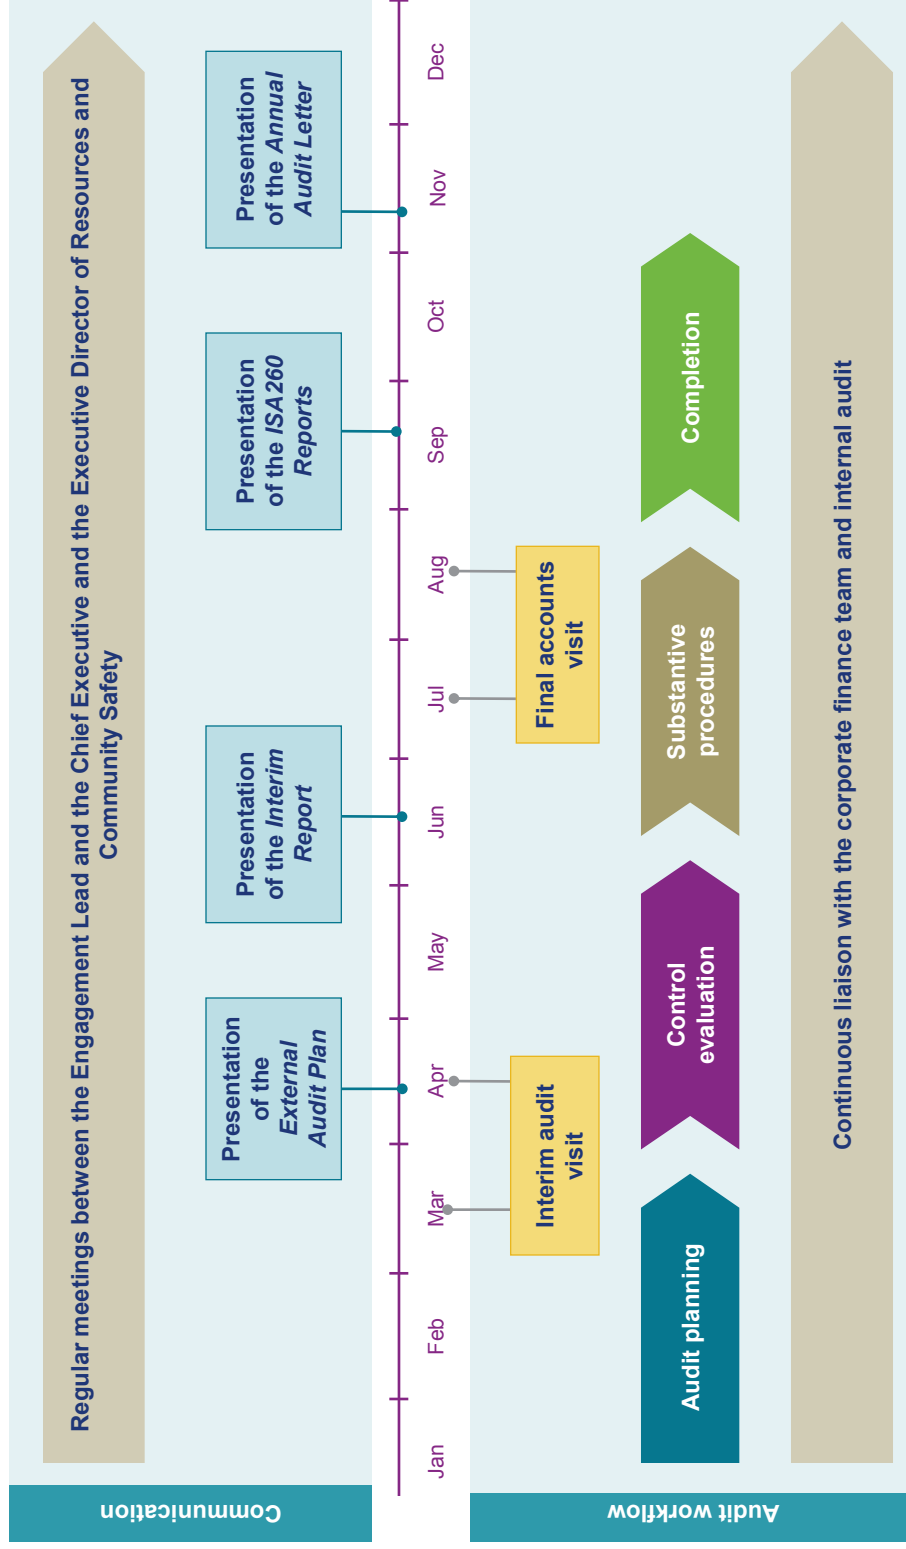 Communication
Regular meetings between the Engagement Lead and the Chief Executive and the Executive Director of Resources and
Community Safety
Presentation
of the
External
Audit Plan
Presentation
of the Interim
Report
Presentation
of the ISA260
Reports
Presentation
of the Annual
Audit Letter
Jan
Feb
Mar
Apr
May
Jun
Jul
Aug
Sep
Oct
Nov
Dec
Audit workflow
Interim audit
visit
Final accounts
visit
Audit planning
Control
evaluation
Substantive
procedures
Completion
Continuous liaison with the corporate finance team and internal audit